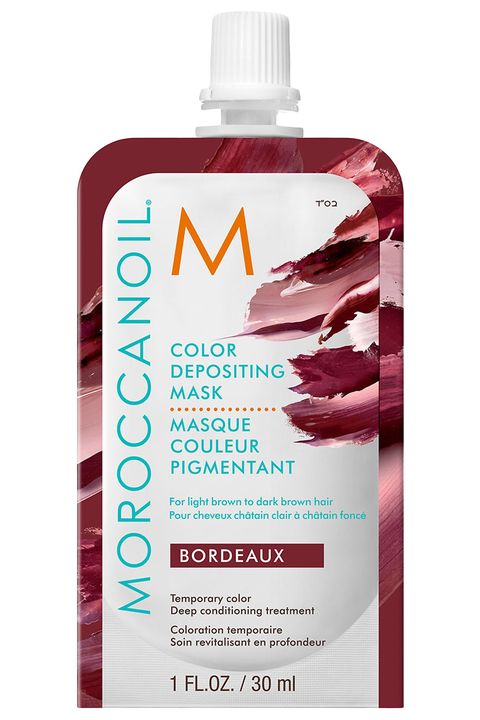 MOROCCANOIL®
בס"ד
M
COLOR
DEPOSITING
MASK
MASQUE
COULEUR
PIGMENTANT
For light brown to dark brown hair
Pour cheveux châtain clair à châtain foncé
BORDEAUX
Temporary color
Deep conditioning treatment
Coloration temporaire
Soin revitalisant en profondeur
1 FL.OZ. / 30 ml